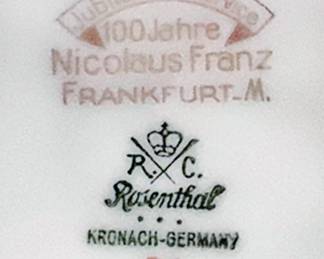 100 Jahre
Nicolaus Franz
FRANKFURT-M.
R. C.
Rosenthal
KRONACH-GERMANY